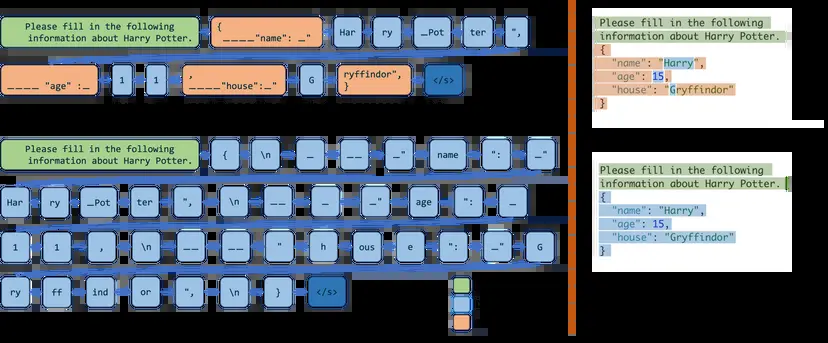 Please fill in the following
information about Harry Potter.
{
____"name": _"
Har ry _Pot ter ",
____ "age" :_ 1 1 ,
____"house":_" G ryffindor",
} </s>
Please fill in the following
information about Harry Potter.
{ \n _ __ _" name ": _"
Har ry _Pot ter ", \n __ _ _" age ": _
1 1 , \n __ __ " h ous e ": _" G
ry ff ind or ", \n } </s>
Please fill in the following
information about Harry Potter.
{
"name": "Harry",
"age": 15,
"house": "Gryffindor"
}
Please fill in the following
information about Harry Potter.
{
"name": "Harry",
"age": 15,
"house": "Gryffindor"
}